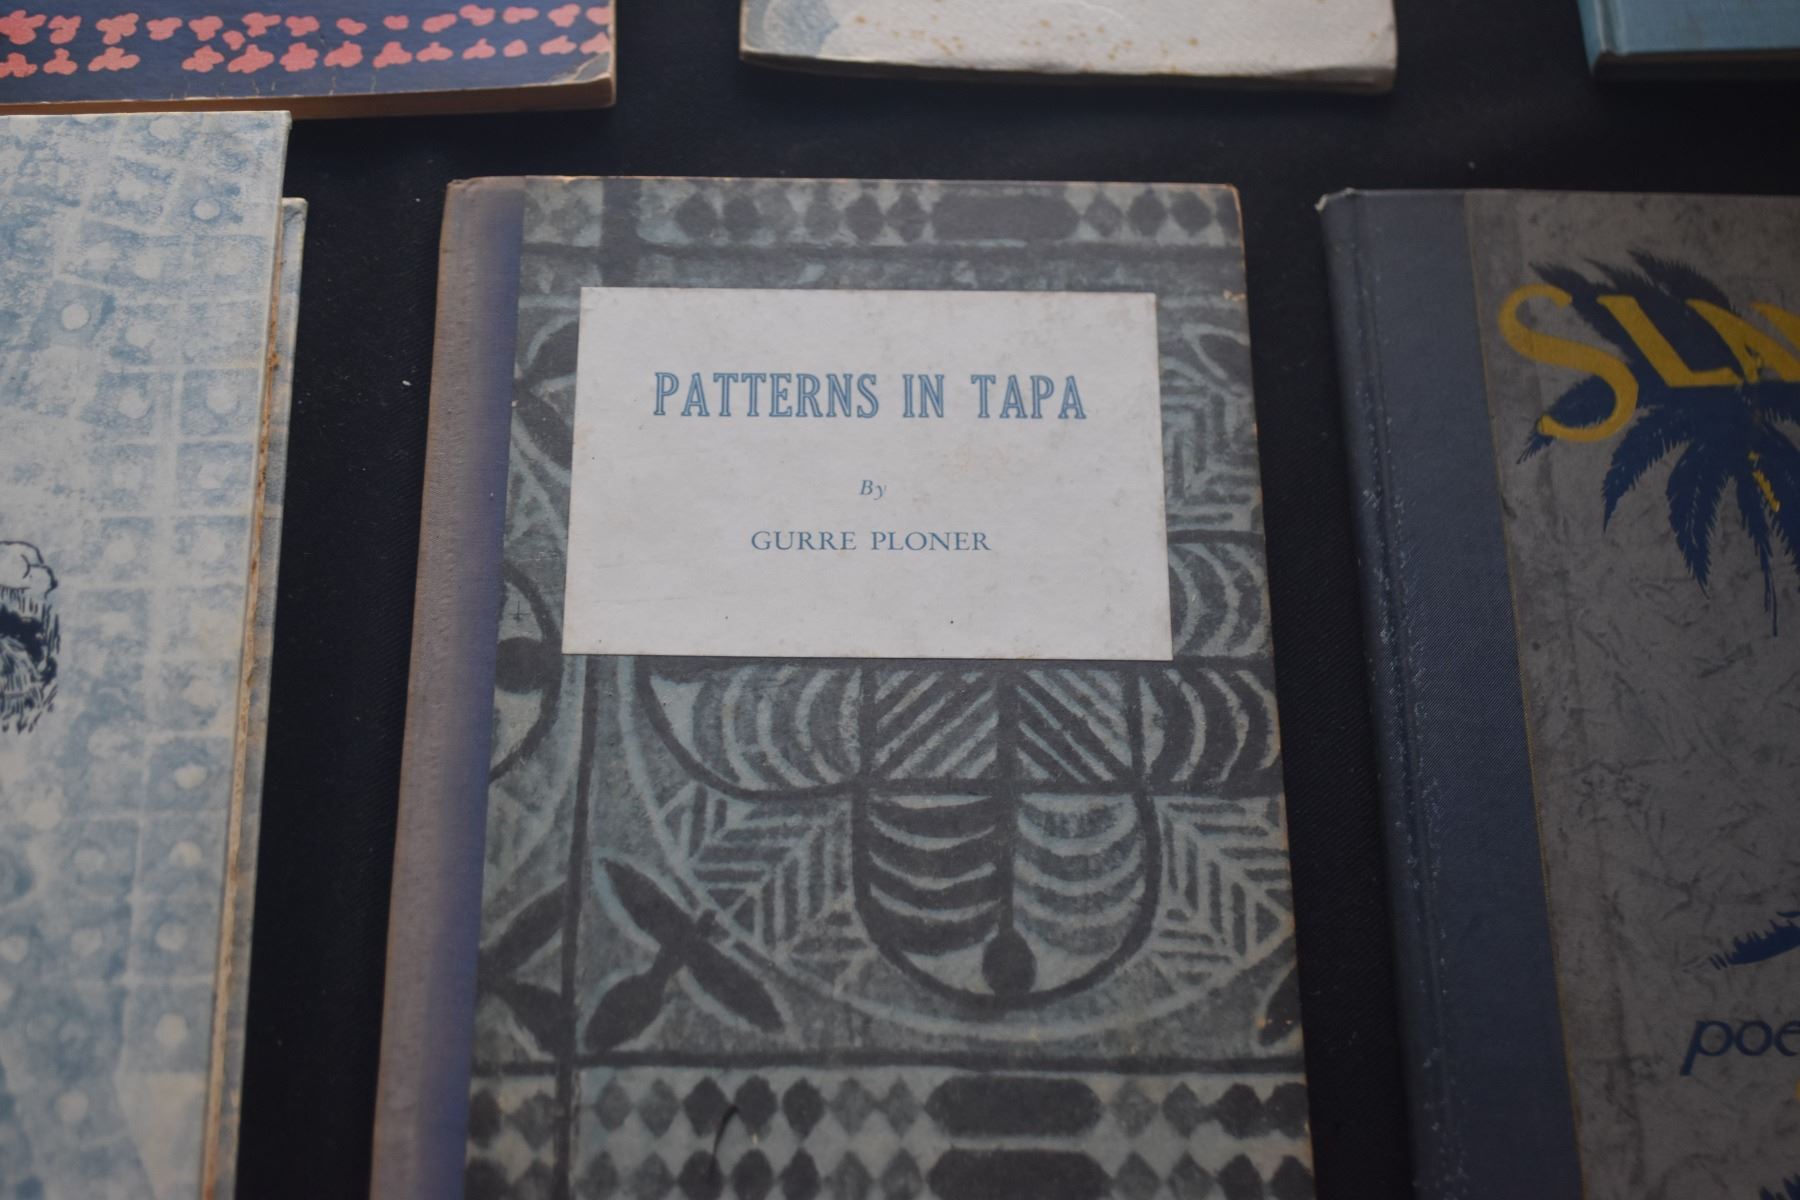 PATTERNS IN TAPA
By
GURRE PLONER